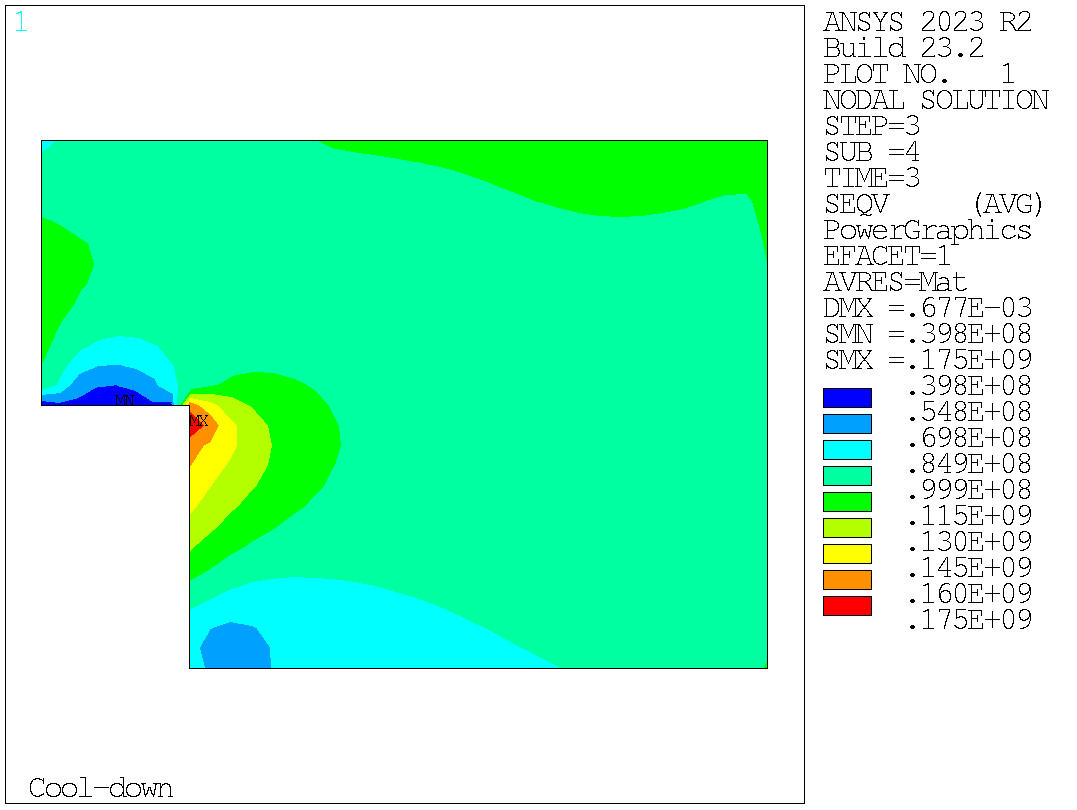 1
ANSYS 2023 R2
Build 23.2
PLOT NO.   1
NODAL SOLUTION
STEP=3
SUB =4
TIME=3
SEQV     (AVG)
PowerGraphics
EFACET=1
AVRES=Mat
DMX =.677E-03
SMN =.398E+08
SMX =.175E+09
.398E+08
.548E+08
.698E+08
.849E+08
.999E+08
.115E+09
.130E+09
.145E+09
.160E+09
.175E+09
MN
MX
Cool-down